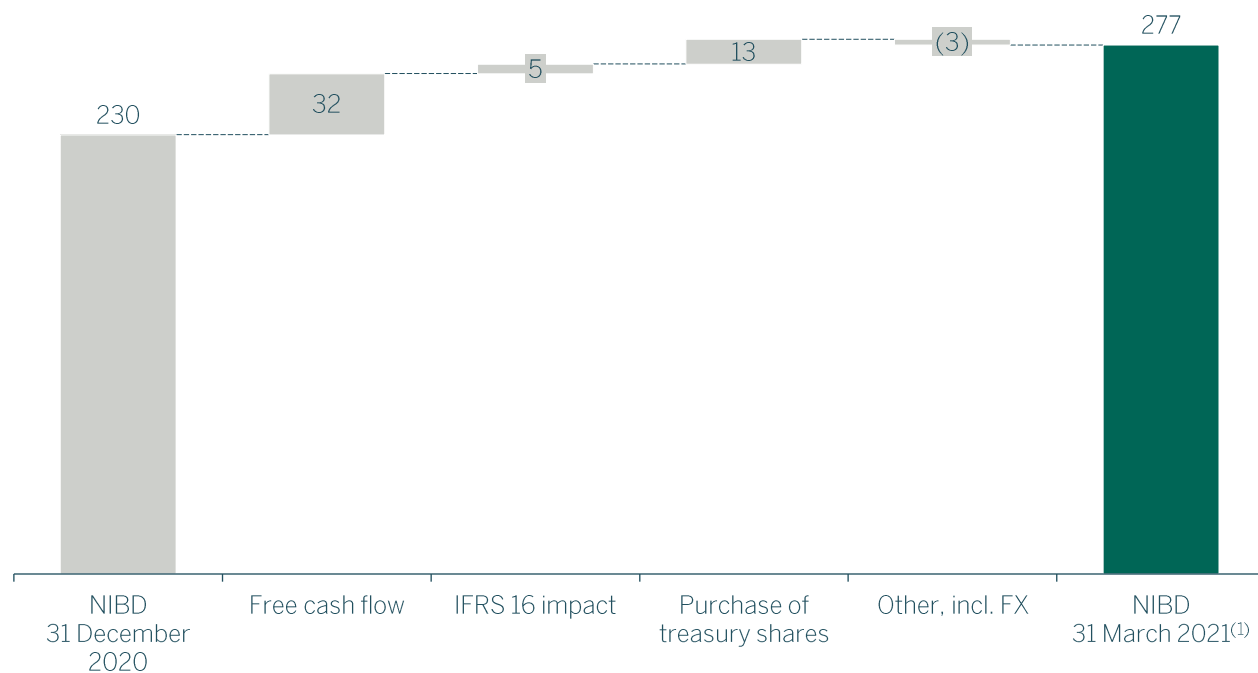 230
32
5
13
(3)
277
NIBD
31 December
2020
Free cash flow
IFRS 16 impact
Purchase of
treasury shares
Other, incl. FX
NIBD
31 March 2021(1)